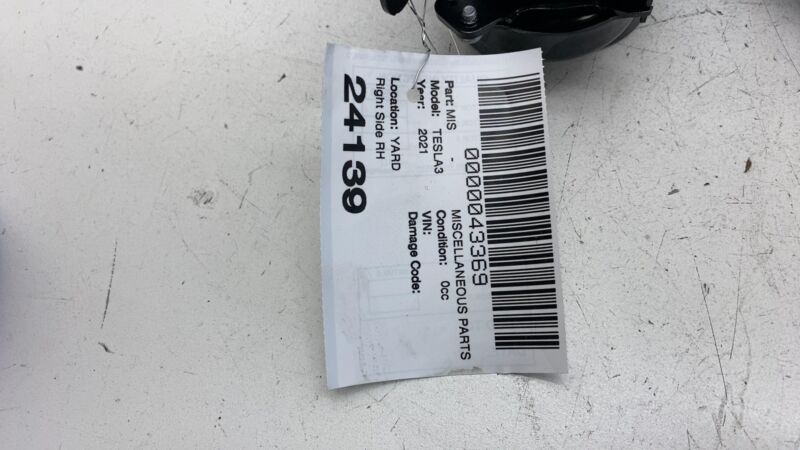 0000043369
Part: MIS - MISCELLANEOUS PARTS
Model: TESLA3 Condition: 0cc
Year: 2021 VIN:
Damage Code:
Location: YARD
Right Side RH
24139